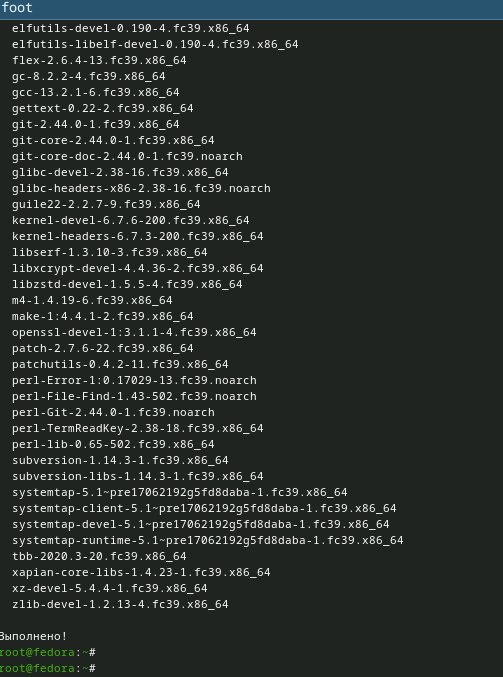 foot
elfutils-devel-0.190-4.fc39.x86_64
elfutils-libelf-devel-0.190-4.fc39.x86_64
flex-2.6.4-13.fc39.x86_64
gc-8.2.2-4.fc39.x86_64
gcc-13.2.1-6.fc39.x86_64
gettext-0.22-2.fc39.x86_64
git-2.44.0-1.fc39.x86_64
git-core-2.44.0-1.fc39.x86_64
git-core-doc-2.44.0-1.fc39.noarch
glibc-devel-2.38-16.fc39.x86_64
glibc-headers-x86-2.38-16.fc39.noarch
guile22-2.2.7-9.fc39.x86_64
kernel-devel-6.7.6-200.fc39.x86_64
kernel-headers-6.7.3-200.fc39.x86_64
libserf-1.3.10-3.fc39.x86_64
libxcrypt-devel-4.4.36-2.fc39.x86_64
libzstd-devel-1.5.5-4.fc39.x86_64
m4-1.4.19-6.fc39.x86_64
make-1:4.4.1-2.fc39.x86_64
openssl-devel-1:3.1.1-4.fc39.x86_64
patch-2.7.6-22.fc39.x86_64
patchutils-0.4.2-11.fc39.x86_64
perl-Error-1:0.17029-13.fc39.noarch
perl-File-Find-1.43-502.fc39.noarch
perl-Git-2.44.0-1.fc39.noarch
perl-TermReadKey-2.38-18.fc39.x86_64
perl-lib-0.65-502.fc39.x86_64
subversion-1.14.3-1.fc39.x86_64
subversion-libs-1.14.3-1.fc39.x86_64
systemtap-5.1~pre17062192g5fd8daba-1.fc39.x86_64
systemtap-client-5.1~pre17062192g5fd8daba-1.fc39.x86_64
systemtap-devel-5.1~pre17062192g5fd8daba-1.fc39.x86_64
systemtap-runtime-5.1~pre17062192g5fd8daba-1.fc39.x86_64
tbb-2020.3-20.fc39.x86_64
xapian-core-libs-1.4.23-1.fc39.x86_64
xz-devel-5.4.4-1.fc39.x86_64
zlib-devel-1.2.13-4.fc39.x86_64
Выполнено!
root@fedora:~#
root@fedora:~#